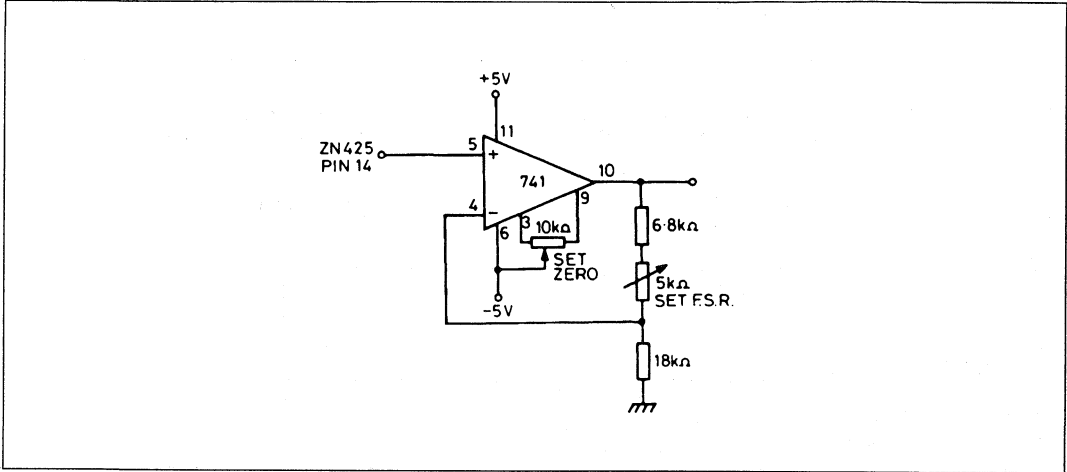 +5V
11
ZN425
PIN 14
5
+
741
10
4
−
3
9
6
10kΩ
SET
ZERO
−5V
6·8kΩ
5kΩ
SET F.S.R.
18kΩ